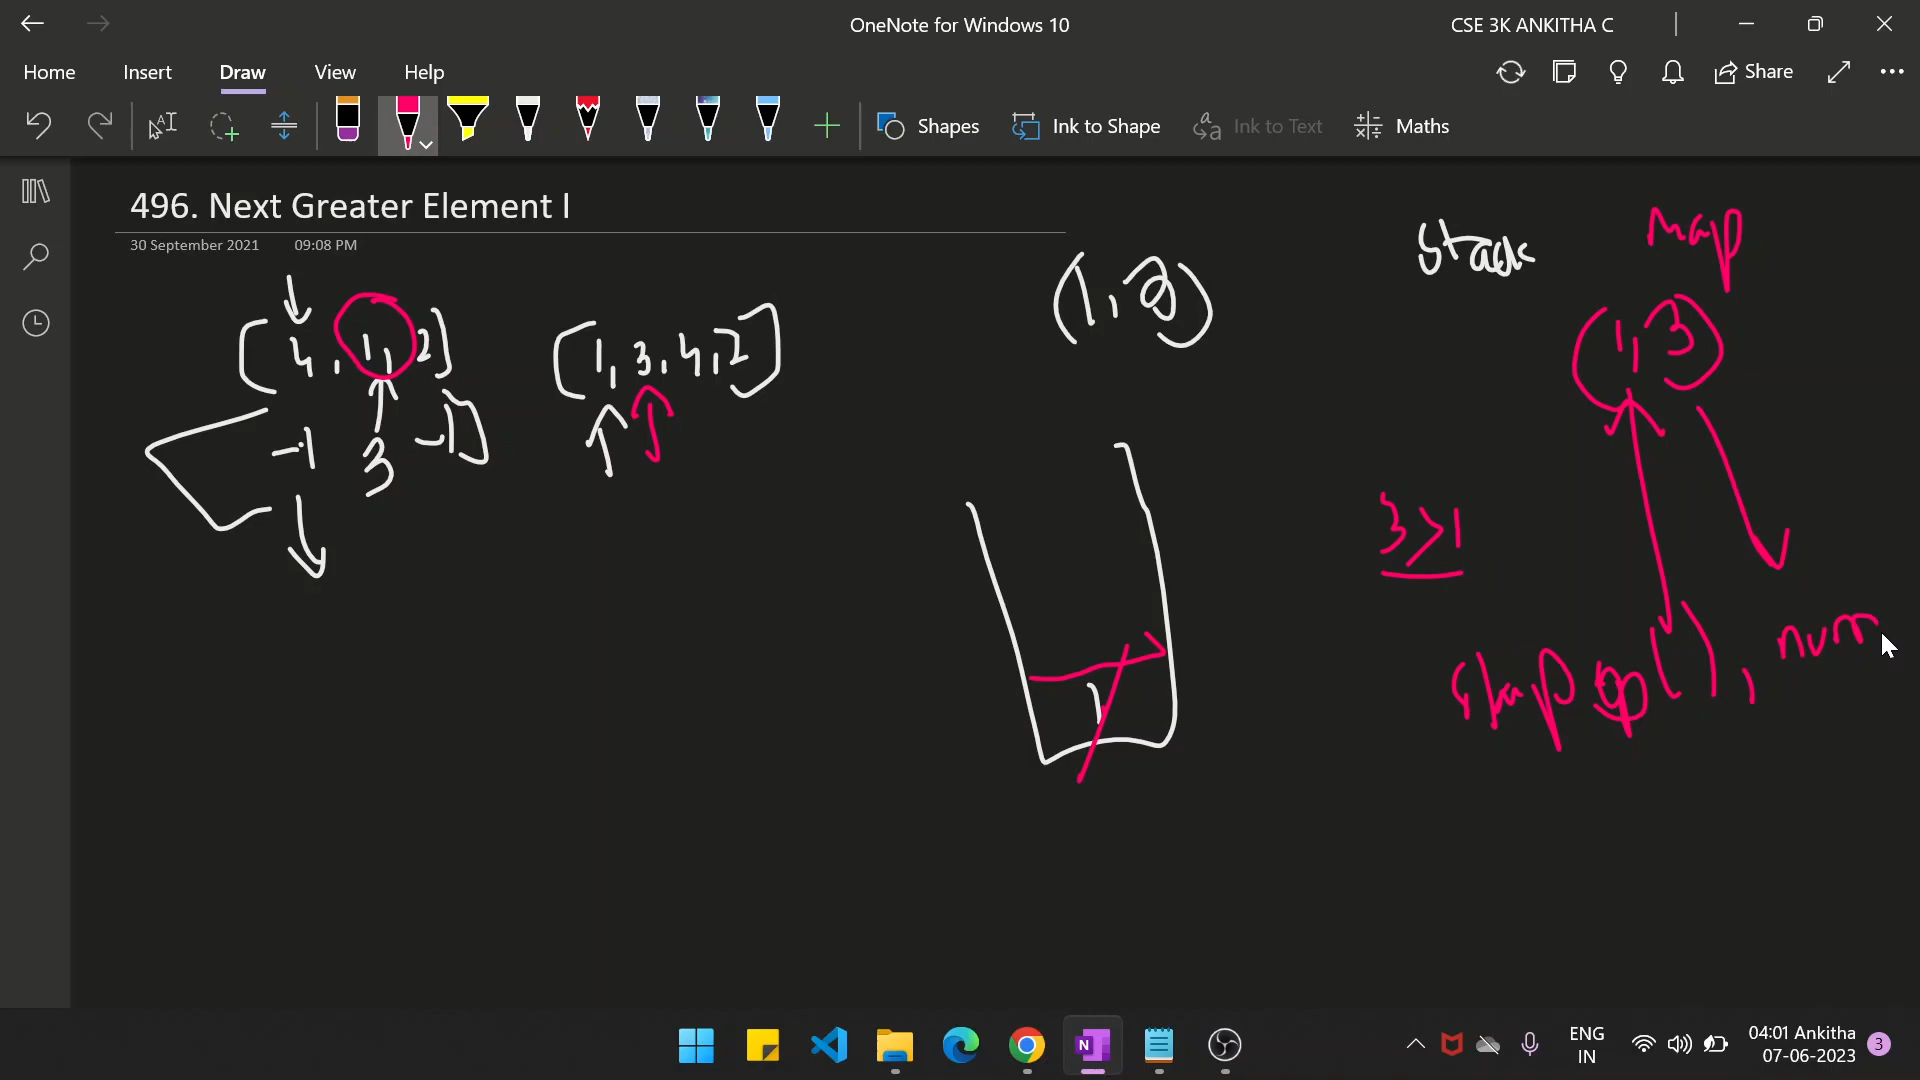 OneNote for Windows 10
CSE 3K ANKITHA C
Home Insert Draw View Help
Share
Shapes
Ink to Shape
Ink to Text
Maths
496. Next Greater Element I
30 September 2021 09:08 PM
stack
map
[4, 1, 2]
[1, 3, 4, 2]
(1, 3)
-1 3 -1]
3>1
1
num
ENG
IN
04:01 Ankitha
07-06-2023
3